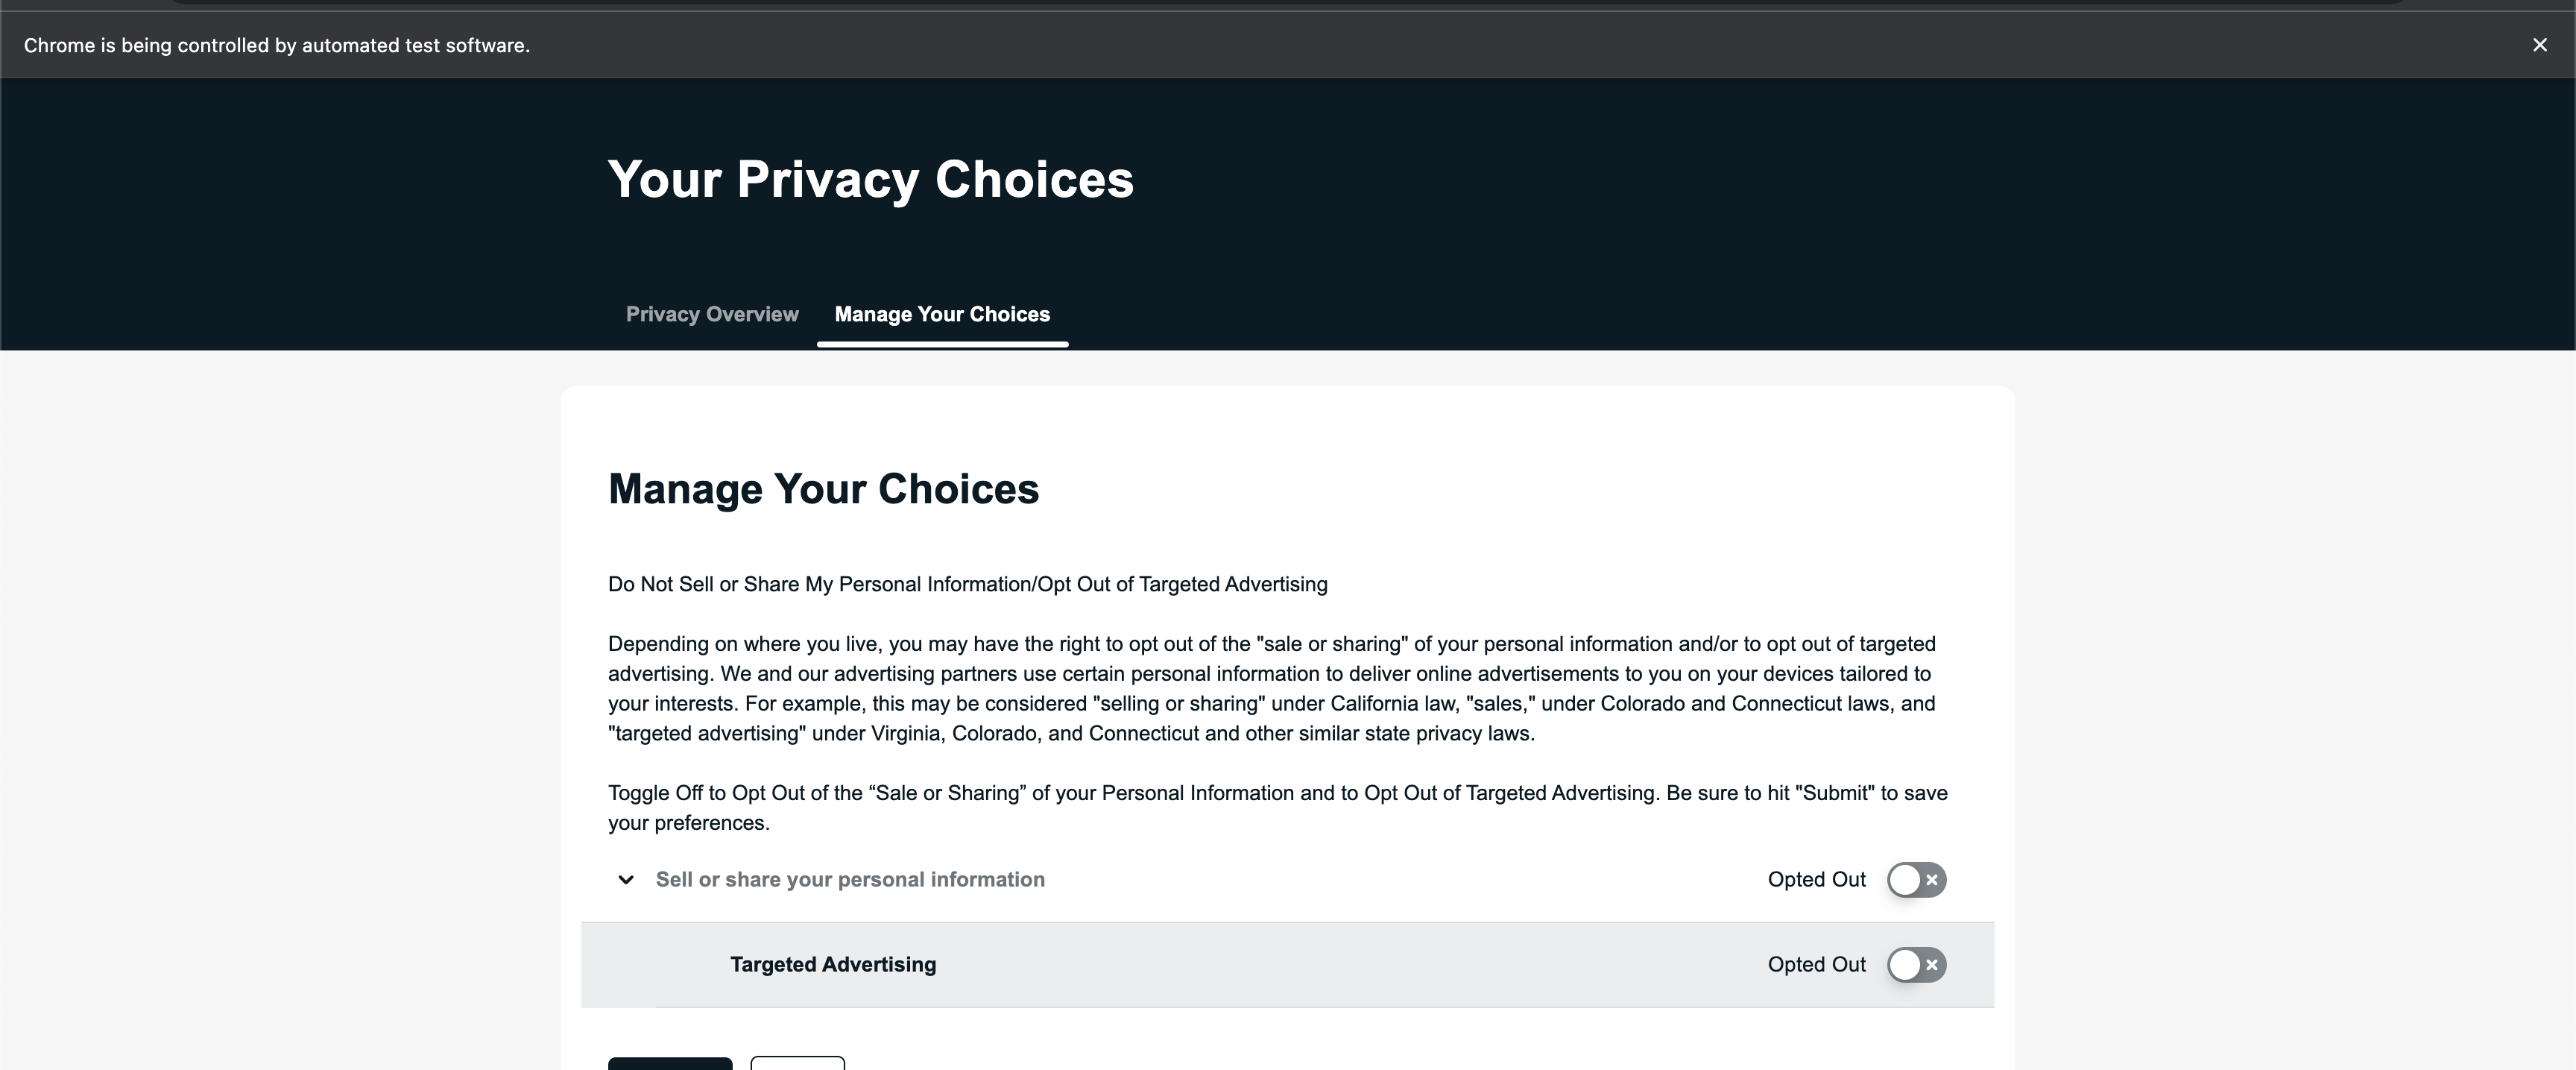 Chrome is being controlled by automated test software.
Your Privacy Choices
Privacy Overview
Manage Your Choices
Manage Your Choices
Do Not Sell or Share My Personal Information/Opt Out of Targeted Advertising
Depending on where you live, you may have the right to opt out of the "sale or sharing" of your personal information and/or to opt out of targeted
advertising. We and our advertising partners use certain personal information to deliver online advertisements to you on your devices tailored to
your interests. For example, this may be considered "selling or sharing" under California law, "sales," under Colorado and Connecticut laws, and
"targeted advertising" under Virginia, Colorado, and Connecticut and other similar state privacy laws.
Toggle Off to Opt Out of the “Sale or Sharing” of your Personal Information and to Opt Out of Targeted Advertising. Be sure to hit "Submit" to save
your preferences.
Sell or share your personal information
Opted Out
Targeted Advertising
Opted Out